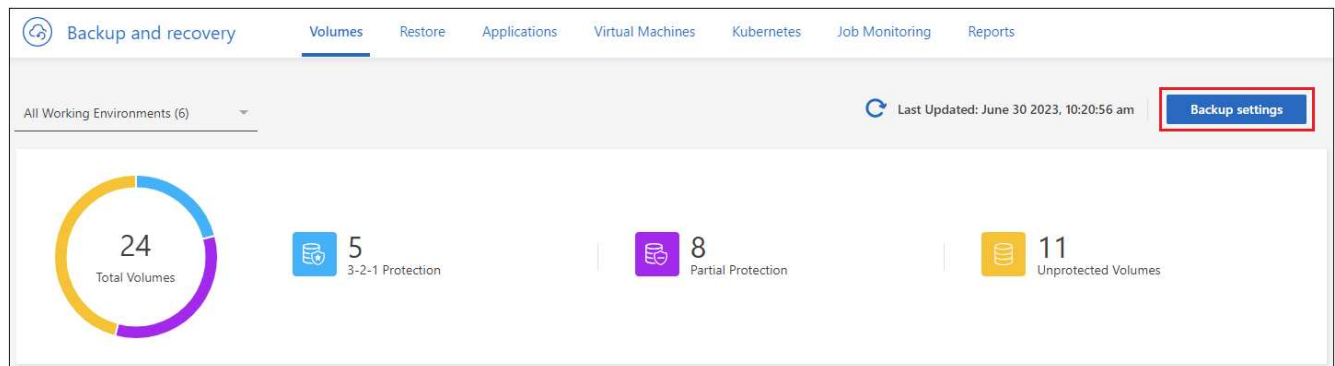 Backup and recovery Volumes Restore Applications Virtual Machines Kubernetes Job Monitoring Reports
All Working Environments (6) Last Updated: June 30 2023, 10:20:56 am Backup settings
24
Total Volumes
5
3-2-1 Protection
8
Partial Protection
11
Unprotected Volumes